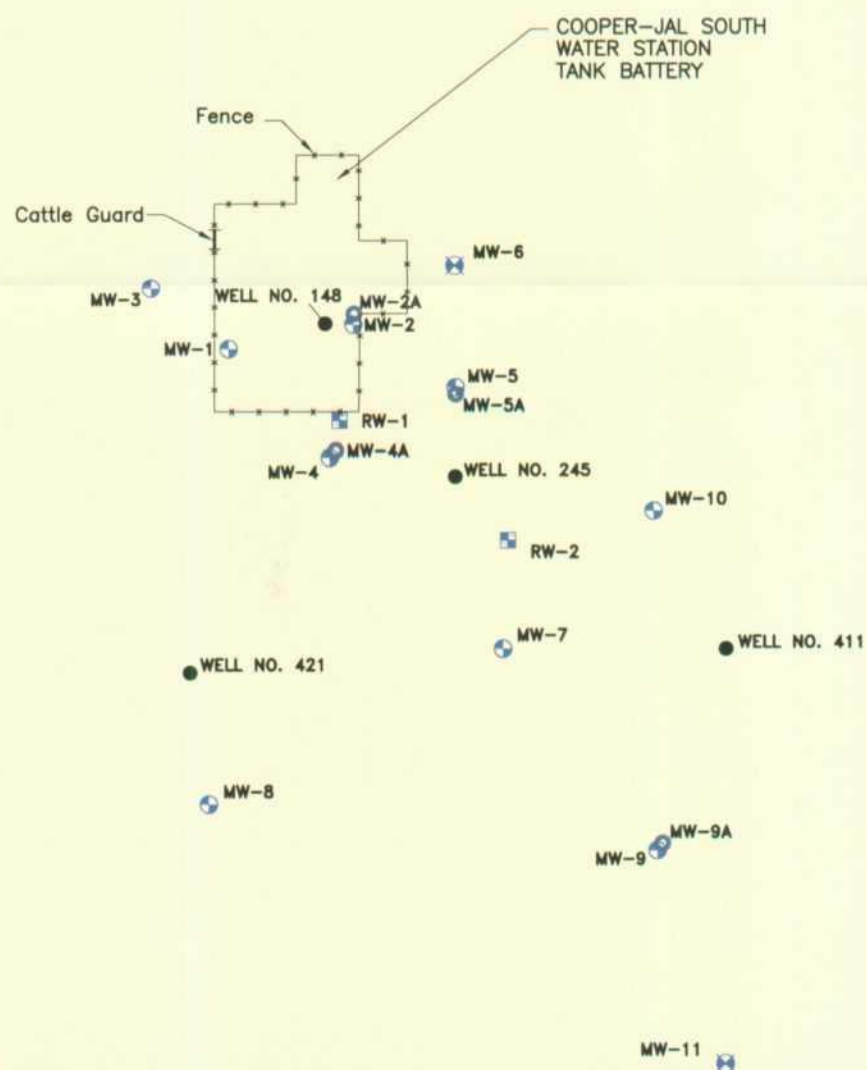 COOPER-JAL SOUTH
WATER STATION
TANK BATTERY
Fence
Cattle Guard
MW-6
MW-3
WELL NO. 148
MW-2A
MW-2
MW-1
MW-5
MW-5A
RW-1
MW-4A
MW-4
WELL NO. 245
MW-10
RW-2
MW-7
WELL NO. 411
WELL NO. 421
MW-8
MW-9A
MW-9
MW-11